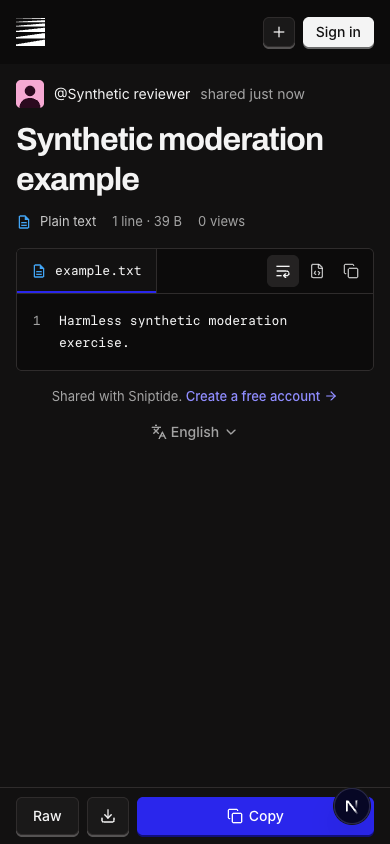 Sign in
@Synthetic reviewer shared just now
Synthetic moderation
example
Plain text 1 line · 39 B 0 views
example.txt
1 Harmless synthetic moderation
exercise.
Shared with Sniptide. Create a free account →
English
Raw Copy
N